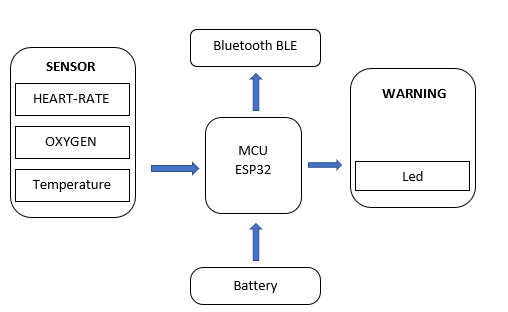 Bluetooth BLE
SENSOR
HEART-RATE
OXYGEN
Temperature
MCU
ESP32
WARNING
Led
Battery